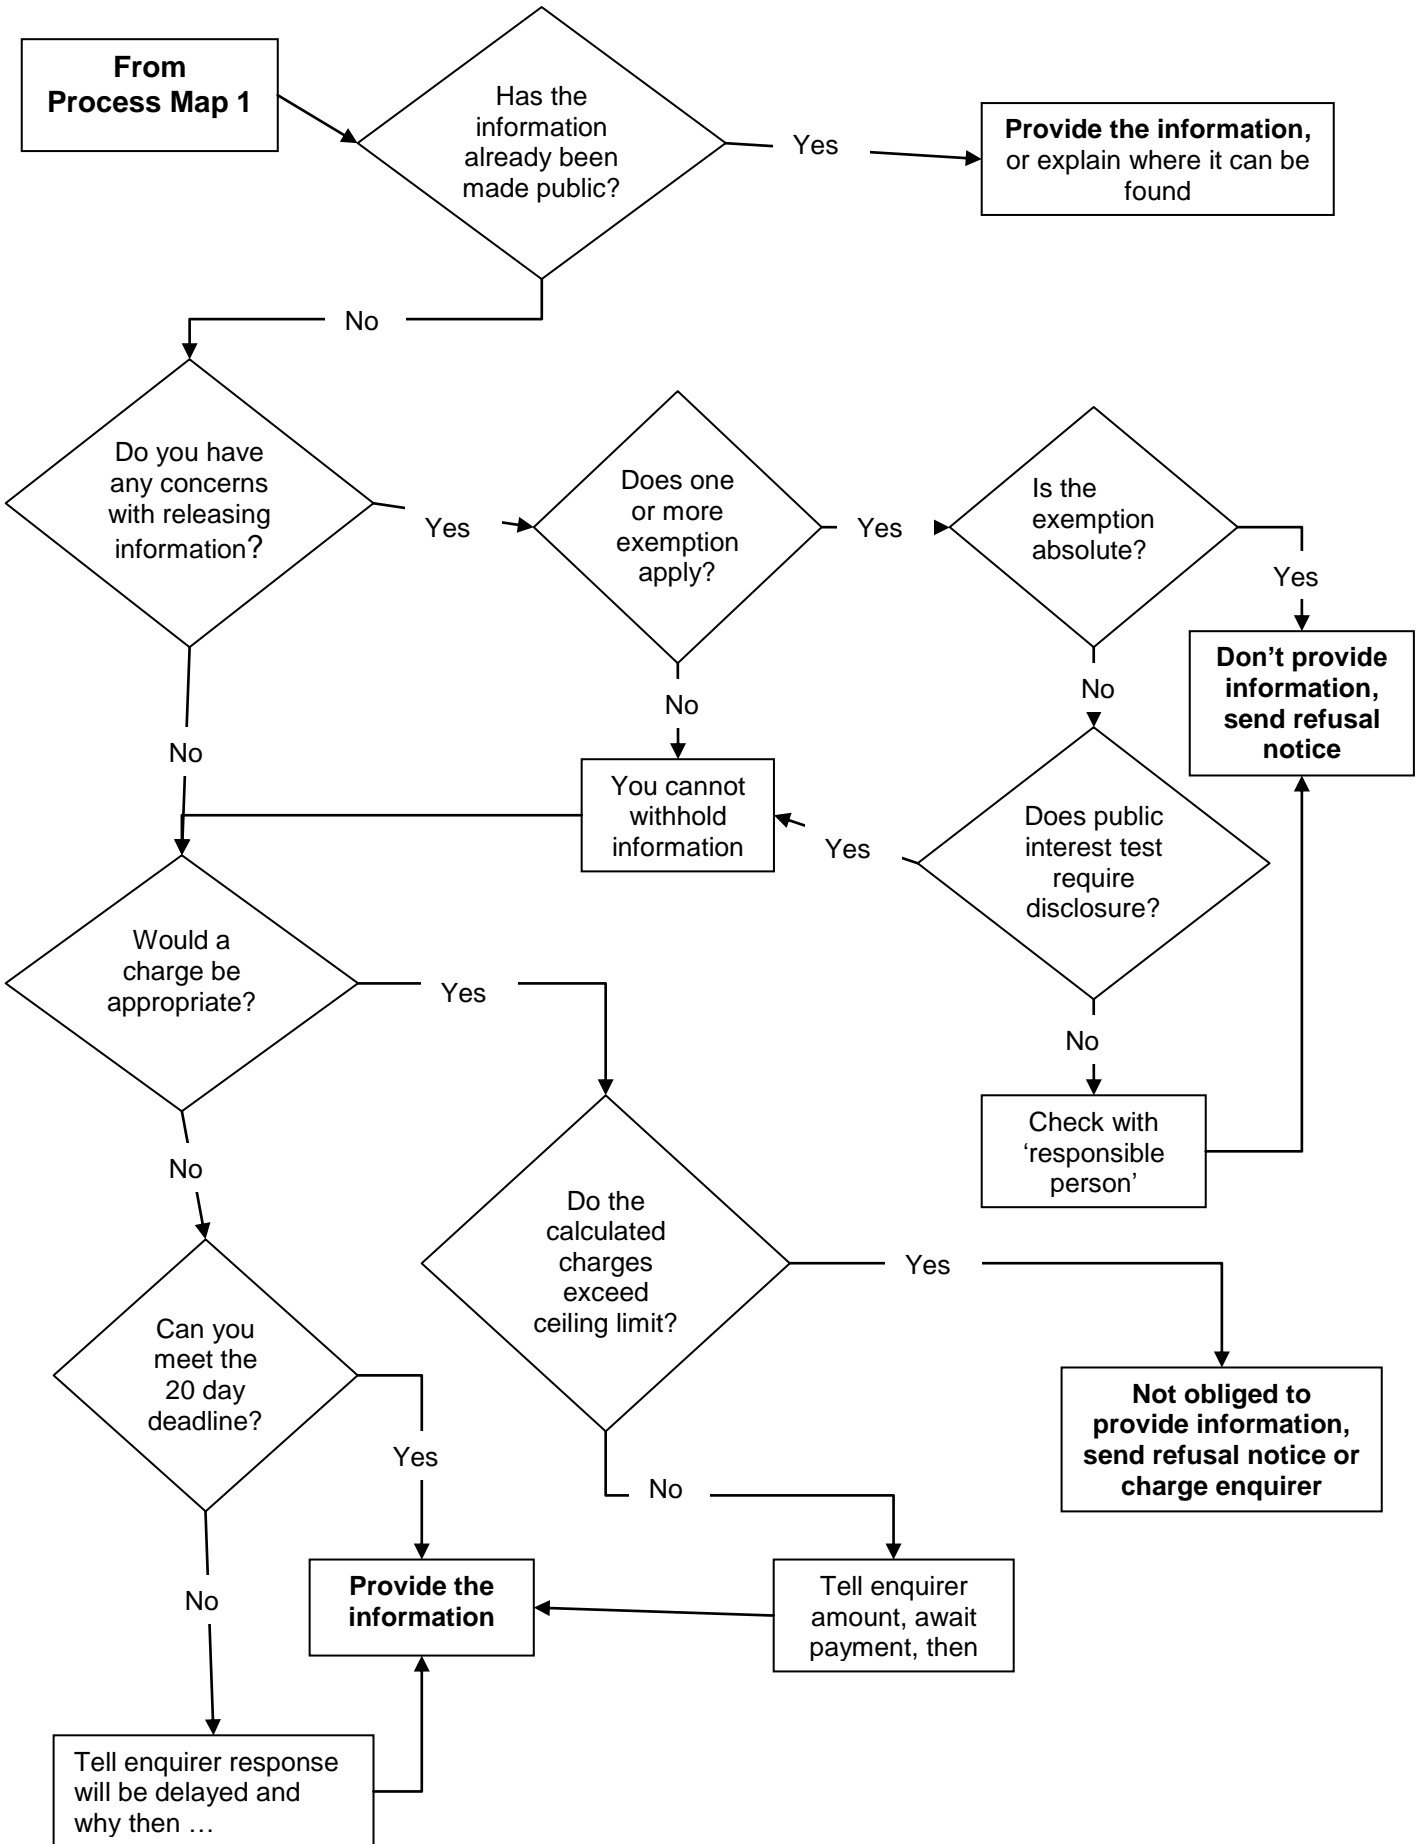 From
Process Map 1
Has the
information
already been
made public?
Yes
Provide the information,
or explain where it can be
found
No
Do you have
any concerns
with releasing
information?
Yes
Does one
or more
exemption
apply?
Yes
Is the
exemption
absolute?
Yes
No
No
Don’t provide
information,
send refusal
notice
No
You cannot
withhold
information
Yes
Does public
interest test
require
disclosure?
Would a
charge be
appropriate?
Yes
No
Check with
‘responsible
person’
No
Do the
calculated
charges
exceed
ceiling limit?
Yes
Can you
meet the
20 day
deadline?
Yes
No
Not obliged to
provide information,
send refusal notice or
charge enquirer
No
Provide the
information
Tell enquirer
amount, await
payment, then
Tell enquirer response
will be delayed and
why then …